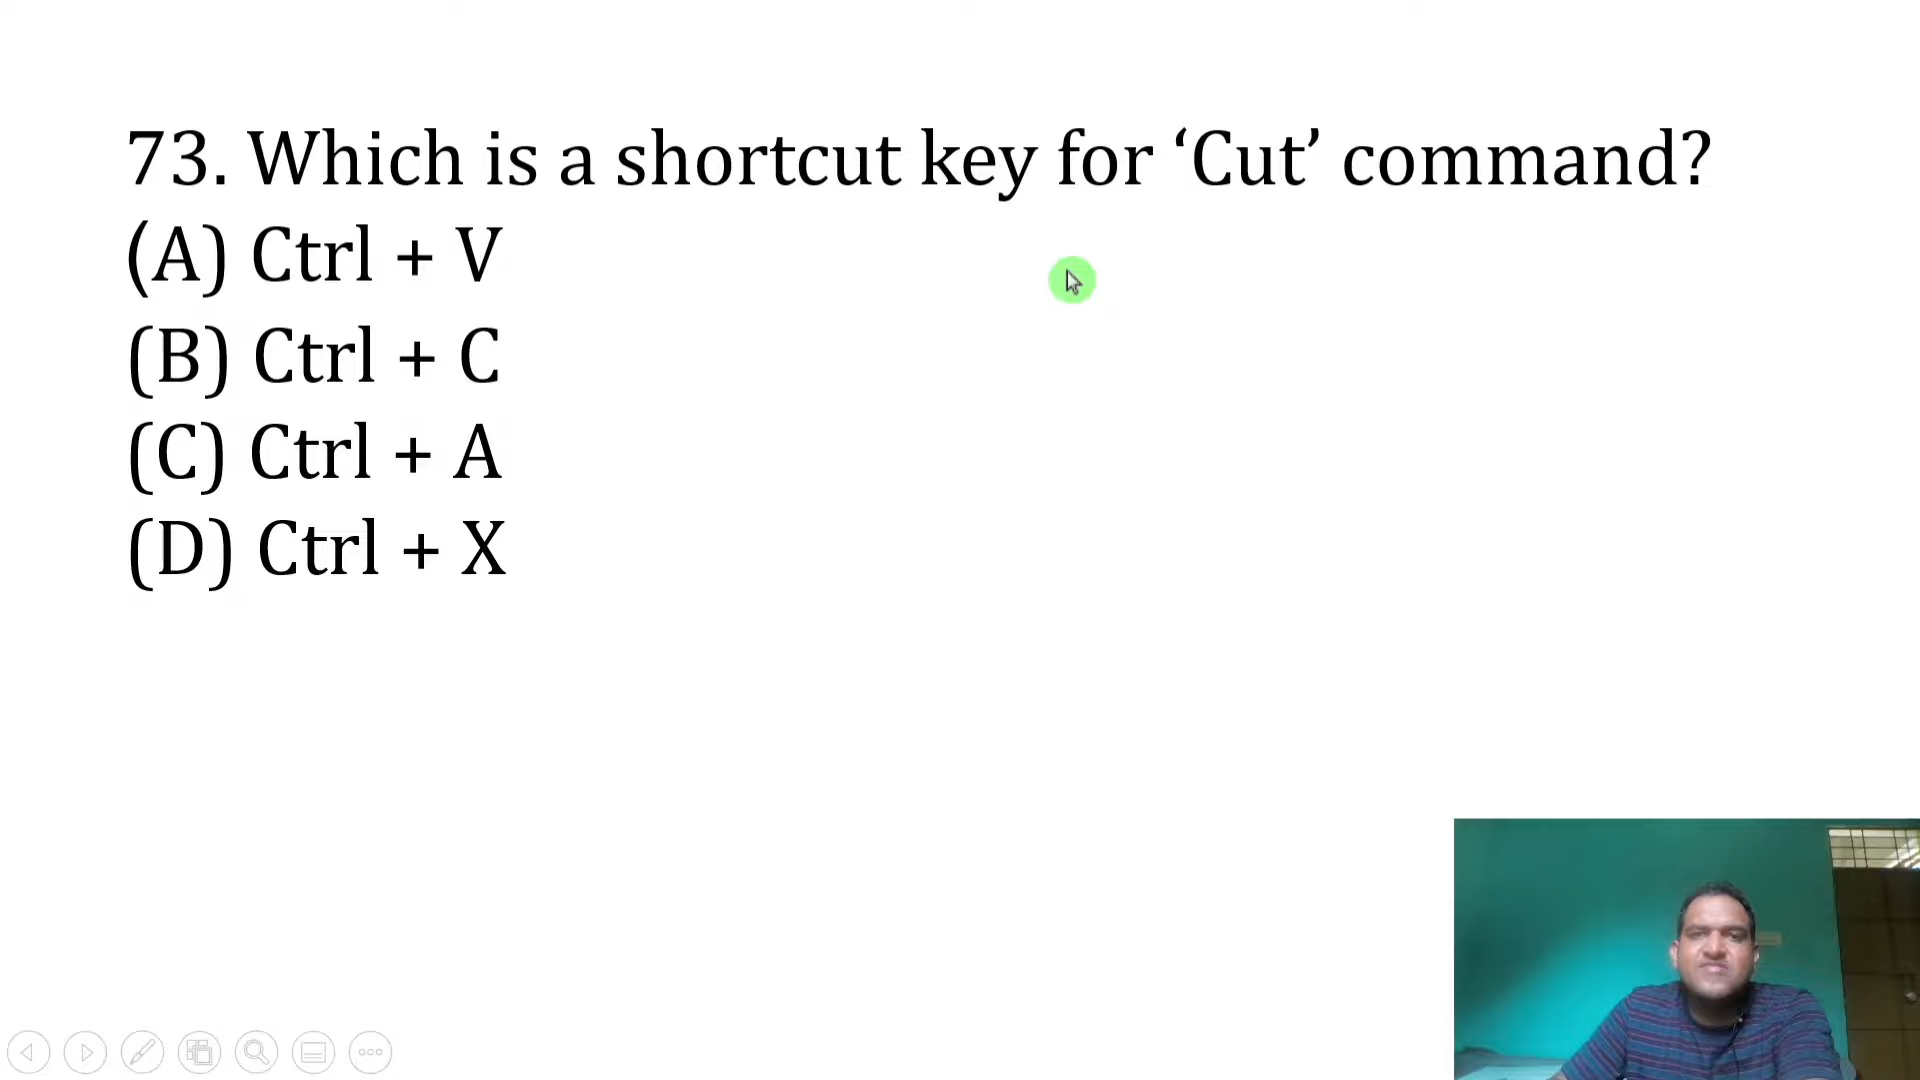 73. Which is a shortcut key for ‘Cut’ command?
(A) Ctrl + V
(B) Ctrl + C
(C) Ctrl + A
(D) Ctrl + X